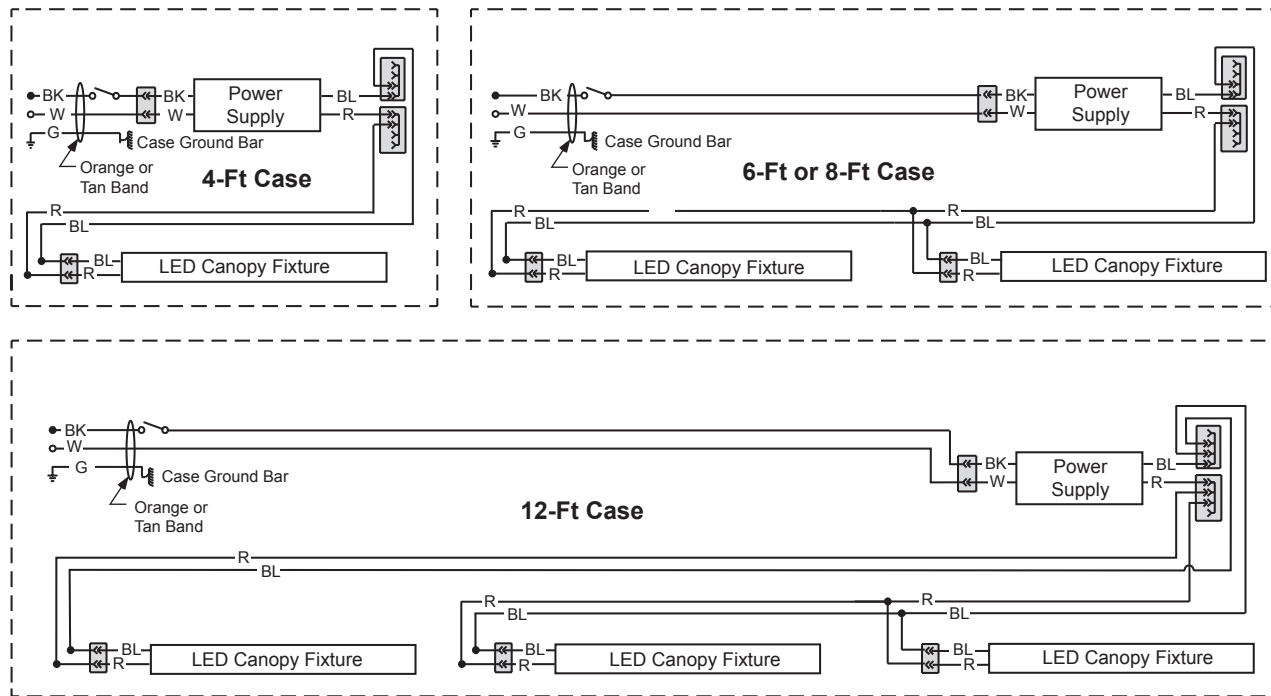 BK
BK
Power
Supply
BL
W
W
R
G
Case Ground Bar
Orange or
Tan Band
4-Ft Case
R
BL
BL
R
LED Canopy Fixture
BK
BK
Power
Supply
BL
W
W
R
G
Case Ground Bar
Orange or
Tan Band
6-Ft or 8-Ft Case
R
R
BL
BL
BL
R
LED Canopy Fixture
BL
R
LED Canopy Fixture
BK
W
G
Case Ground Bar
Orange or
Tan Band
BK
W
Power
Supply
BL
R
12-Ft Case
R
BL
R
R
BL
BL
BL
R
LED Canopy Fixture
BL
R
LED Canopy Fixture
BL
R
LED Canopy Fixture